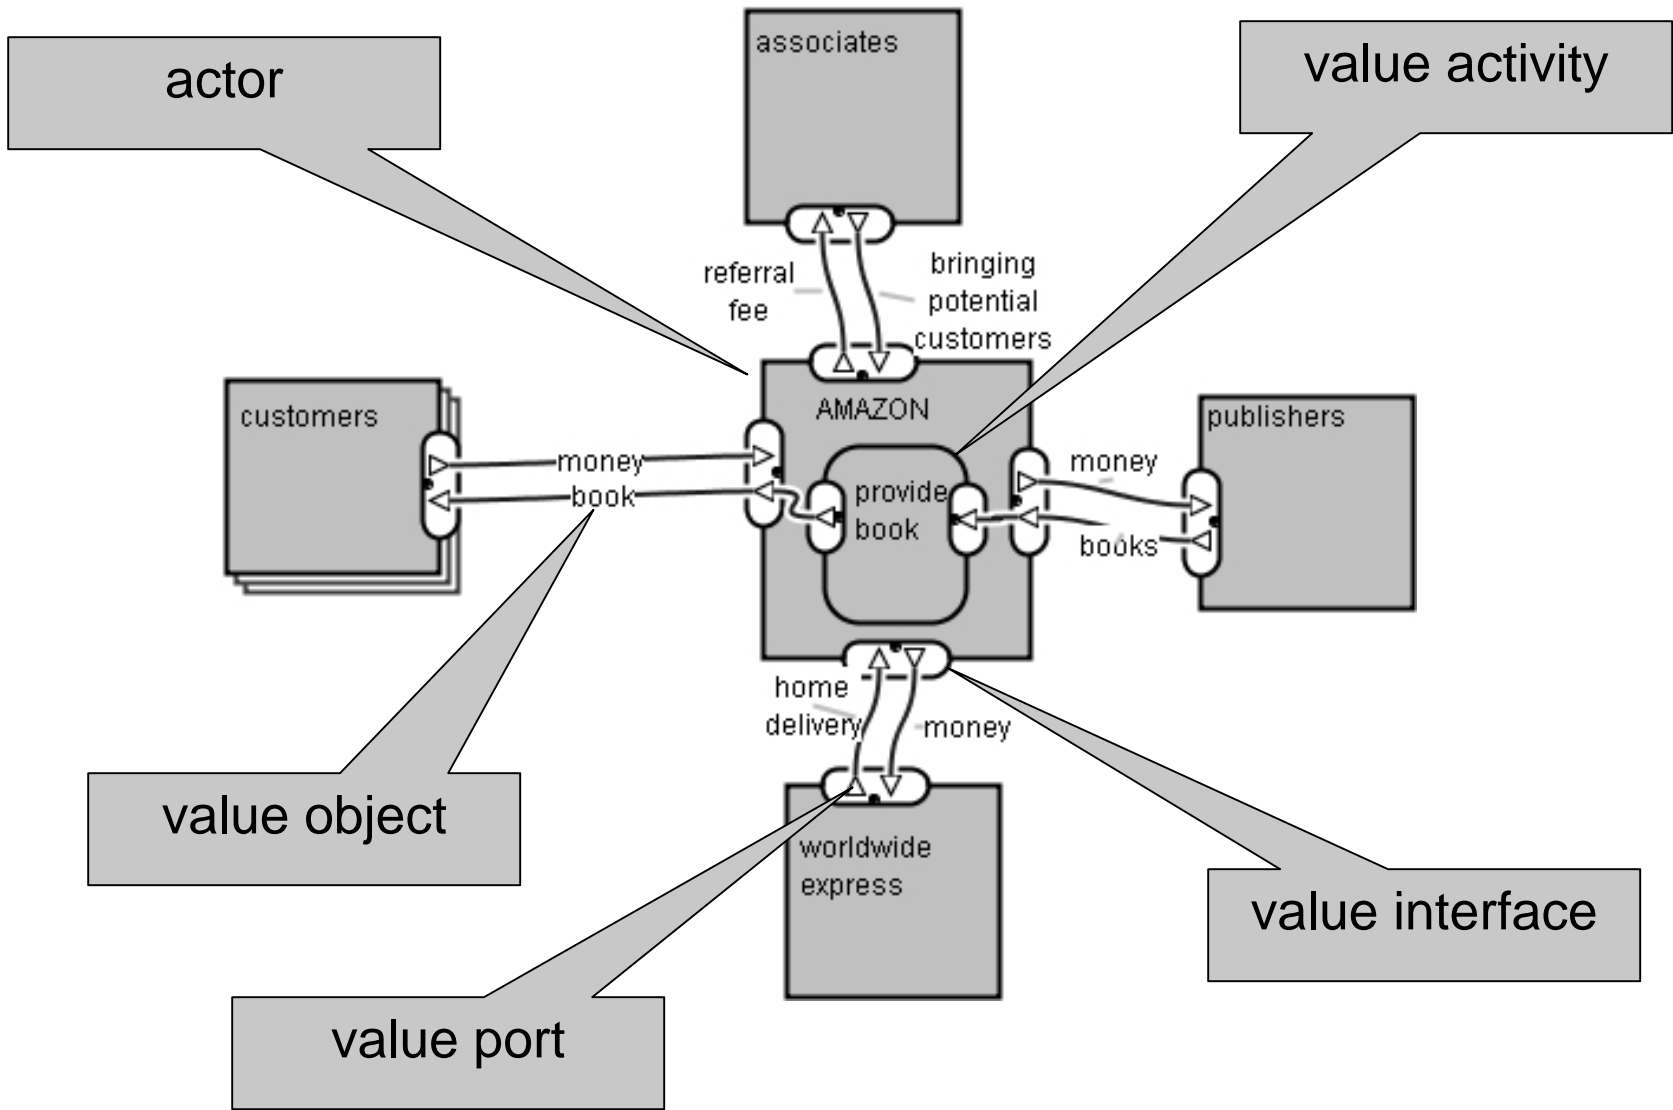 associates
actor
value activity
referral
fee
bringing
potential
customers
AMAZON
customers
publishers
money
book
provide
book
money
books
home
delivery
money
value object
worldwide
express
value interface
value port